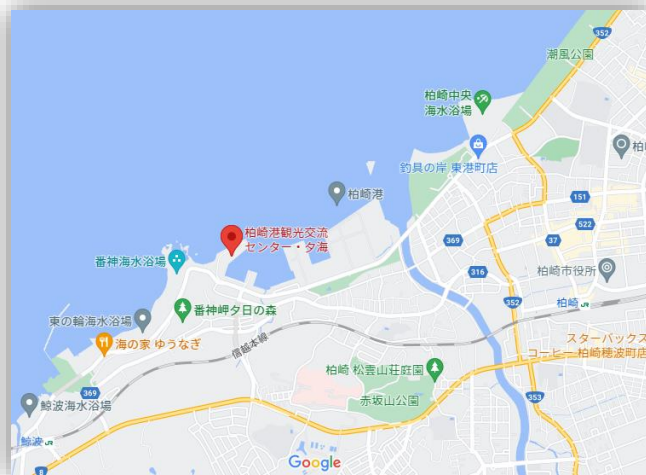 352
潮風公園
柏崎中央
海水浴場
釣具の岸 東港町店
柏崎港
151
柏崎港観光交流
センター・夕海
522
369
37
番神海水浴場
316
柏崎市役所
352
柏崎
番神岬夕日の森
東の輪海水浴場
海の家 ゆうなぎ
信越本線
スターバックス
コーヒー 柏崎穂波町店
柏崎 松雲山荘庭園
赤坂山公園
369
353
鯨波海水浴場
鯨波
8
Google